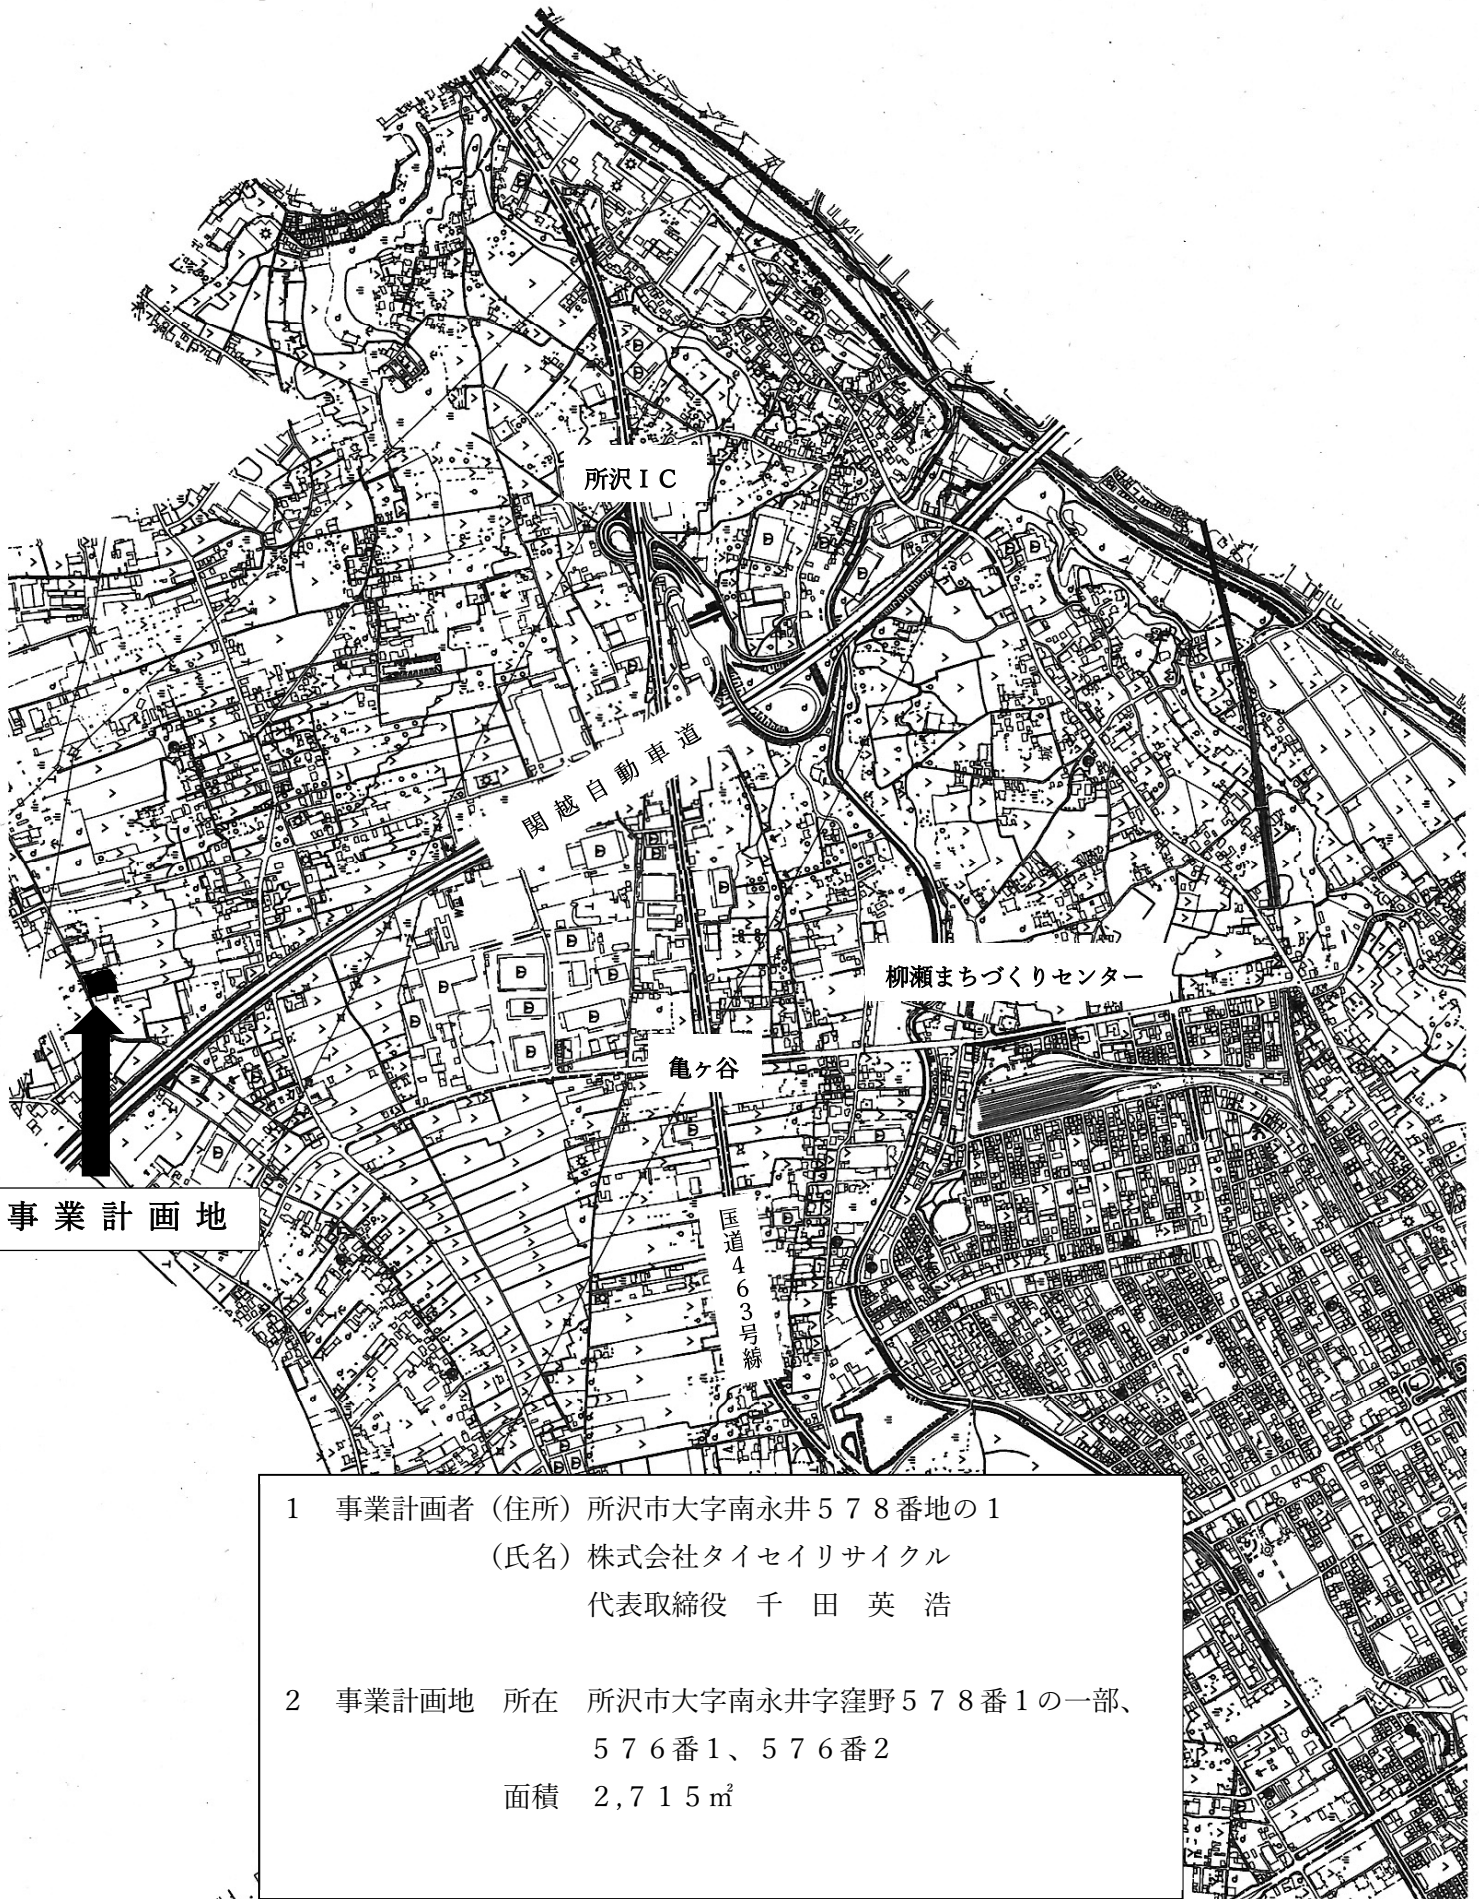 所沢ＩＣ
関越自動車道
柳瀬まちづくりセンター
亀ヶ谷
事業計画地
国道４６３号線
１　事業計画者（住所）所沢市大字南永井５７８番地の１
（氏名）株式会社タイセイリサイクル
代表取締役　千　田　英　浩
２　事業計画地　所在　所沢市大字南永井字窪野５７８番１の一部、
５７６番１、５７６番２
面積　２,７１５㎡